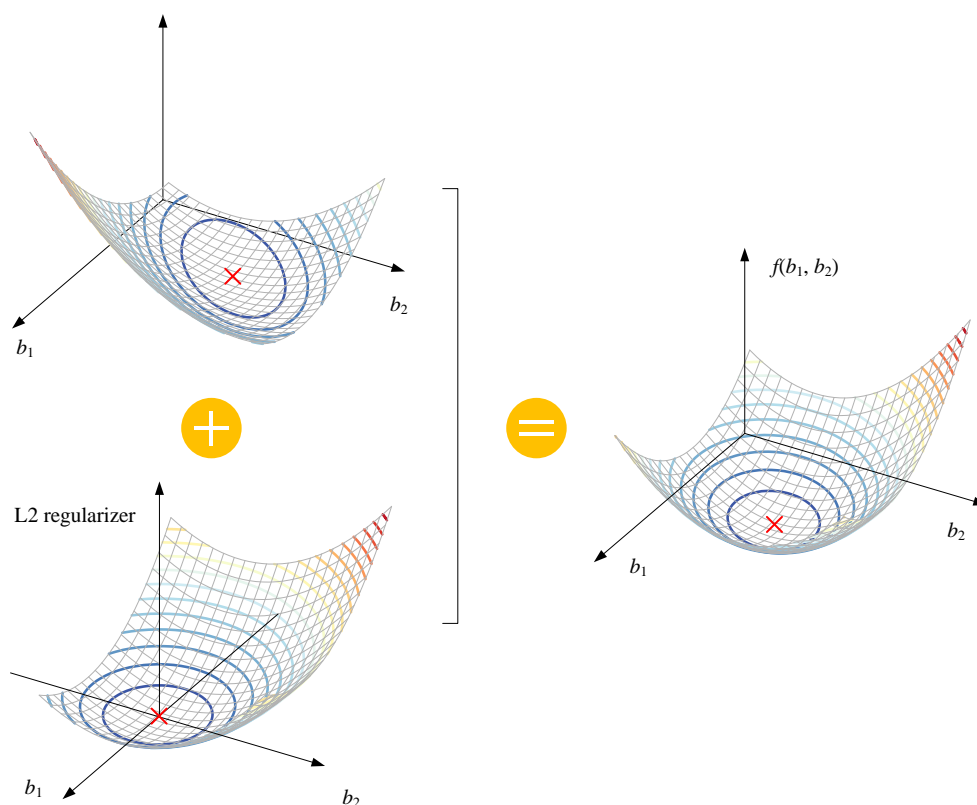 b₂
b₁
+
L2 regularizer
b₁
b₂
=
f(b₁, b₂)
b₂
b₁